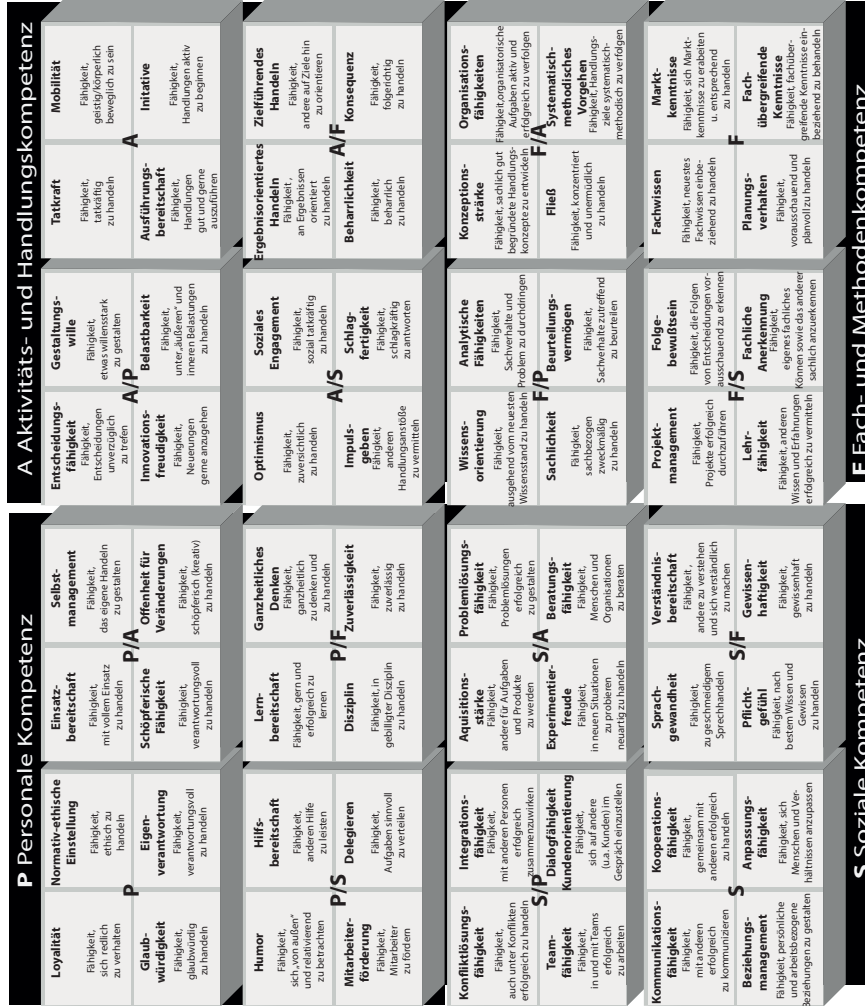 P Personale Kompetenz
Loyalität
Fähigkeit,
sich redlich
zu verhalten
Normativ-ethische
Einstellung
Fähigkeit,
ethisch zu
handeln
P
Glaub-
würdigkeit
Fähigkeit,
glaubwürdig
zu handeln
Eigen-
verantwortung
Fähigkeit,
verantwortungsvoll
zu handeln
Einsatz-
bereitschaft
Fähigkeit,
mit vollem Einsatz
zu handeln
Selbst-
management
Fähigkeit,
das eigene Handeln
zu gestalten
P/A
Schöpferische
Fähigkeit
Fähigkeit,
verantwortungsvoll
zu handeln
Offenheit für
Veränderungen
Fähigkeit,
schöpferisch (kreativ)
zu handeln
Humor
Fähigkeit,
sich „von außen“
und relativierend
zu betrachten
Hilfs-
bereitschaft
Fähigkeit,
anderen Hilfe
zu leisten
P/S
Mitarbeiter-
förderung
Fähigkeit,
Mitarbeiter
zu fördern
Delegieren
Fähigkeit,
Aufgaben sinnvoll
zu verteilen
Lern-
bereitschaft
Fähigkeit, gern und
erfolgreich zu
lernen
Ganzheitliches
Denken
Fähigkeit,
ganzheitlich
zu denken und
zu handeln
P/F
Disziplin
Fähigkeit, in
gebilligter Disziplin
zu handeln
Zuverlässigkeit
Fähigkeit,
zuverlässig
zu handeln
A Aktivitäts- und Handlungskompetenz
Entscheidungs-
fähigkeit
Fähigkeit,
Entscheidungen
unverzüglich
zu trefen
Gestaltungs-
wille
Fähigkeit,
etwas willensstark
zu gestalten
A/P
Innovations-
freudigkeit
Fähigkeit,
Neuerungen
gerne anzugehen
Belastbarkeit
Fähigkeit,
unter „äußeren“ und
inneren Belastungen
zu handeln
Tatkraft
Fähigkeit,
tatkräftig
zu handeln
Mobilität
Fähigkeit,
geistig/körperlich
beweglich zu sein
A
Ausführungs-
bereitschaft
Fähigkeit,
Handlungen
gut und gerne
auszuführen
Initative
Fähigkeit,
Handlungen aktiv
zu beginnen
Optimismus
Fähigkeit,
zuversichtlich
zu handeln
Soziales
Engagement
Fähigkeit,
sozial tatkräftig
zu handeln
A/S
Impuls-
geben
Fähigkeit,
anderen
Handlungsanstöße
zu vermitteln
Schlag-
fertigkeit
Fähigkeit,
schlagkräftig
zu antworten
Ergebnisorientiertes
Handeln
Fähigkeit,
an Ergebnissen
orientiert
zu handeln
Zielführendes
Handeln
Fähigkeit,
andere auf Ziele hin
zu orientieren
A/F
Beharrlichkeit
Fähigkeit,
beharrlich
zu handeln
Konsequenz
Fähigkeit,
folgerichtig
zu handeln
Konfliktlösungs-
fähigkeit
Fähigkeit,
auch unter Konflikten
erfolgreich zu handeln
Integrations-
fähigkeit
Fähigkeit,
mit anderen Personen
erfolgreich
zusammenzuwirken
S/P
Team-
fähigkeit
Fähigkeit,
in und mit Teams
erfolgreich
zu arbeiten
Dialogfähigkeit
Kundenorientierung
Fähigkeit,
sich auf andere
(u.a. Kunden) im
Gespräch einzustellen
Aquisitions-
stärke
Fähigkeit,
andere für Aufgaben
und Produkte
zu werden
Problemlösungs-
fähigkeit
Fähigkeit,
Problemlösungen
erfolgreich
zu gestalten
S/A
Experimentier-
freude
Fähigkeit,
in neuen Situationen
zu probieren
neuartig zu handeln
Beratungs-
fähigkeit
Fähigkeit,
Menschen und
Organisationen
zu beraten
Kommunikations-
fähigkeit
Fähigkeit,
mit anderen
erfolgreich
zu kommunizieren
Kooperations-
fähigkeit
Fähigkeit,
gemeinsam mit
anderen erfolgreich
zu handeln
S
Beziehungs-
management
Fähigkeit, persönliche
und arbeitbezogene
Beziehungen zu gestalten
Anpassungs-
fähigkeit
Fähigkeit, sich
Menschen und Ver-
hältnissen anzupassen
Sprach-
gewandheit
Fähigkeit,
zu geschmeidigem
Sprechhandeln
Verständnis-
bereitschaft
Fähigkeit,
andere zu verstehen
und sich verständlich
zu machen
S/F
Pflicht-
gefühl
Fähigkeit, nach
bestem Wissen und
Gewissen
zu handeln
Gewissen-
haftigkeit
Fähigkeit,
gewissenhaft
zu handeln
S Soziale Kompetenz
Wissens-
orientierung
Fähigkeit,
ausgehend vom neuesten
Wissensstand zu handeln
Analytische
Fähigkeiten
Fähigkeit,
Sachverhalte und
Problem zu durchdringen
F/P
Sachlichkeit
Fähigkeit,
sachbezogen
zweckmäßig
zu handeln
Beurteilungs-
vermögen
Fähigkeit,
Sachverhalte zutreffend
zu beurteilen
Konzeptions-
stärke
Fähigkeit, sachlich gut
begründete Handlungs-
konzepte zu entwickeln
Organisations-
fähigkeiten
Fähigkeit,organisatorische
Aufgaben aktiv und
erfolgreich zu verfolgen
F/A
Fließ
Fähigkeit, konzentriert
und unemüdlich
zu handeln
Systematisch-
methodisches
Vorgehen
Fähigkeit, Handlungs-
ziele systematisch-
methodisch zu verfolgen
Projekt-
management
Fähigkeit,
Projekte erfolgreich
durchzuführen
Folge-
bewußtsein
Fähigkeit, die Folgen
von Entscheidungen vor-
ausschauend zu erkennen
F/S
Lehr-
fähigkeit
Fähigkeit, anderen
Wissen und Erfahrungen
erfolgreich zu vermitteln
Fachliche
Anerkennung
Fähigkeit,
eigenes fachliches
Können sowie das anderer
sachlich anzuerkennen
Fachwissen
Fähigkeit, neuestes
Fachwissen einbe-
ziehend zu handeln
Markt-
kenntnisse
Fähigkeit, sich Markt-
kenntnisse zu erabeiten
u. entsprechend
zu handeln
F
Planungs-
verhalten
Fähigkeit,
vorausschauend und
planvoll zu handeln
Fach-
übergreifende
Kenntnisse
Fähigkeit, fachüber-
greifende Kenntnisse ein-
beziehend zu behandeln
F Fach- und Methodenkompetenz